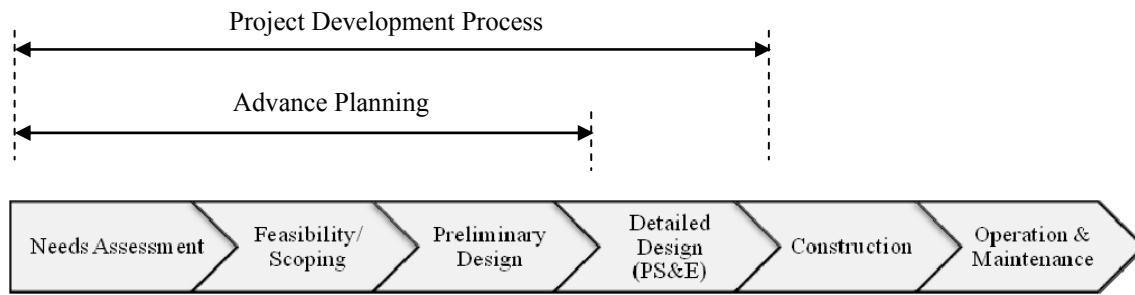 Project Development Process
Advance Planning
Needs Assessment
Feasibility/
Scoping
Preliminary
Design
Detailed
Design
(PS&E)
Construction
Operation &
Maintenance